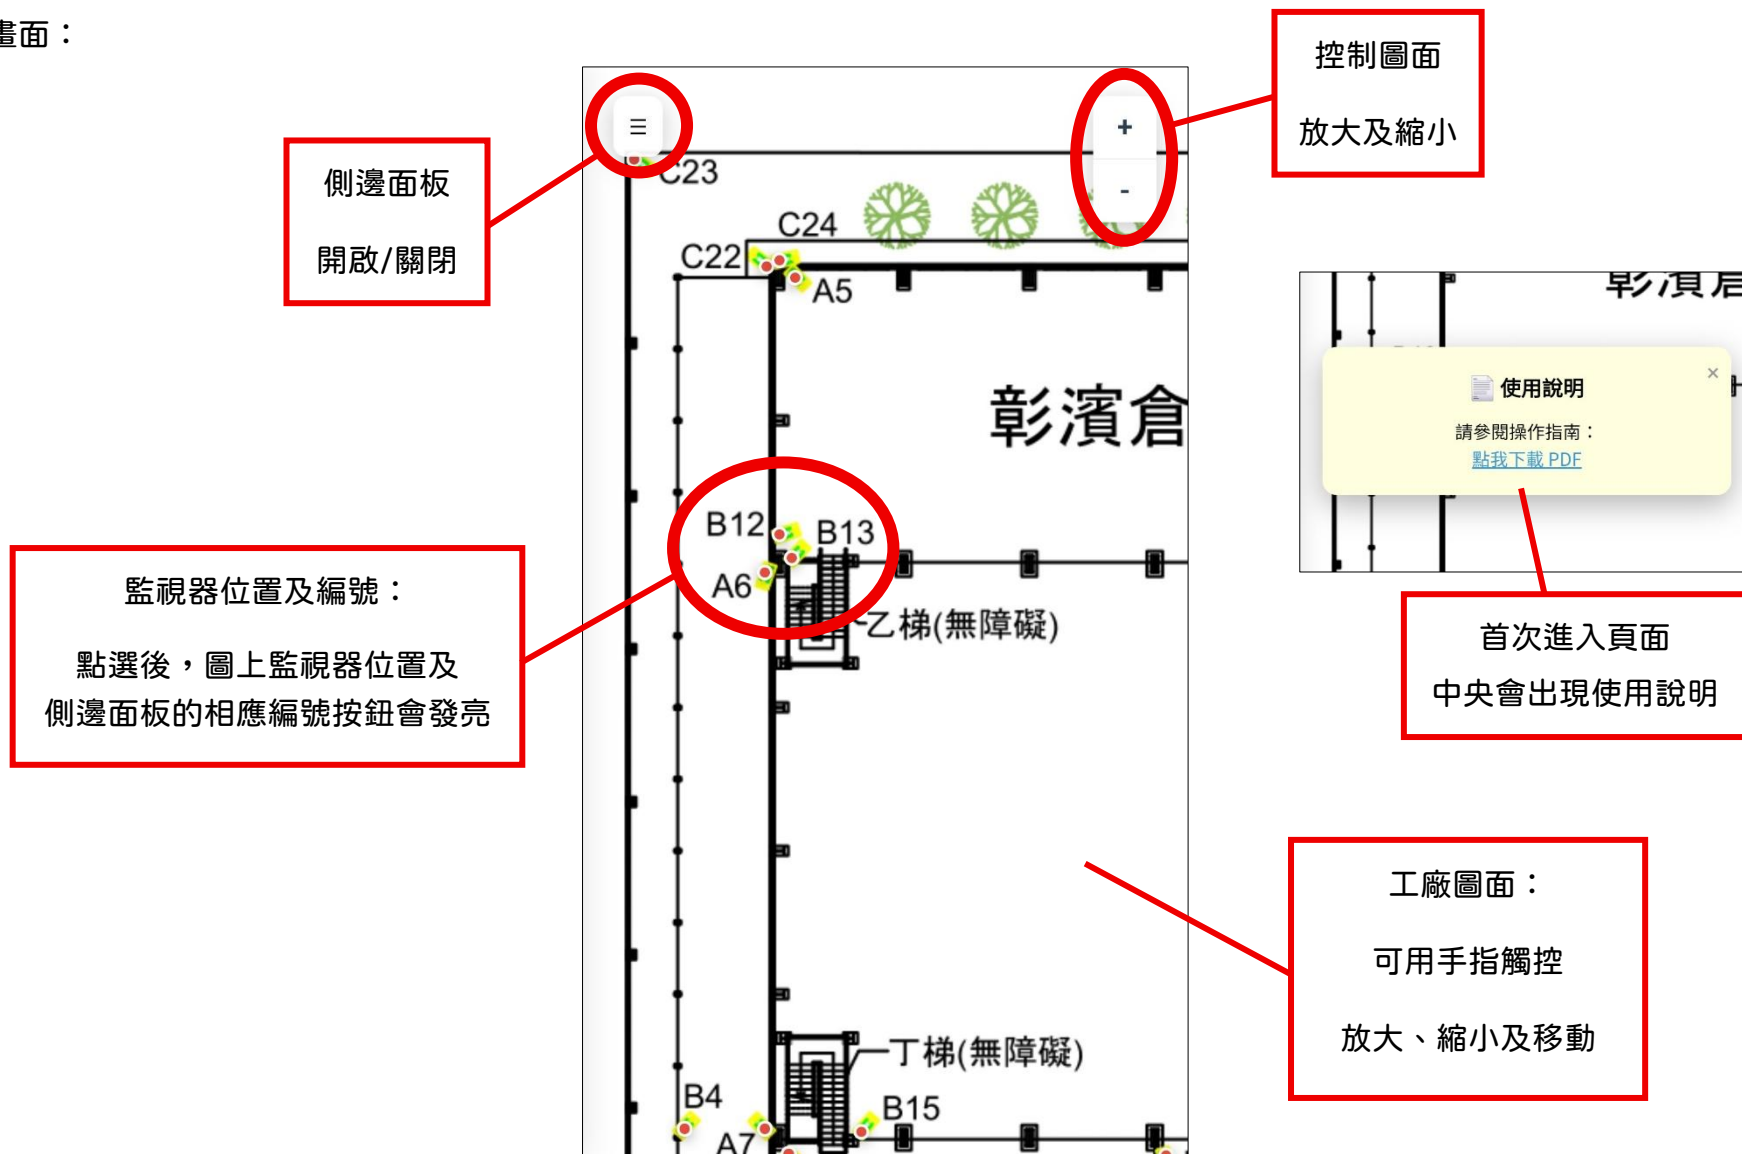 畫面：
控制圖面
放大及縮小
☰
+
-
側邊面板
開啟/關閉
C23
C24
C22
A5
彰濱倉
使用說明
×
請參閱操作指南：
點我下載 PDF
B12
B13
A6
乙梯(無障礙)
監視器位置及編號：
點選後，圖上監視器位置及
側邊面板的相應編號按鈕會發亮
首次進入頁面
中央會出現使用說明
工廠圖面：
可用手指觸控
放大、縮小及移動
丁梯(無障礙)
B4
A7
B15